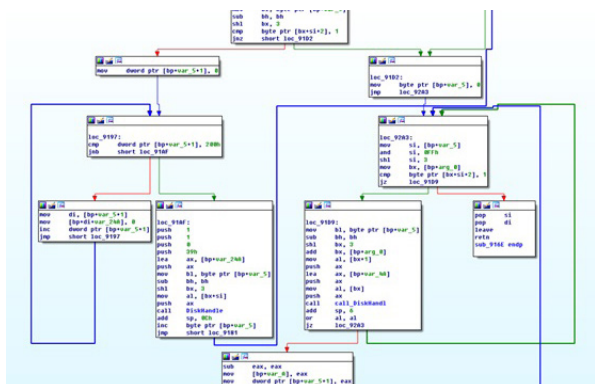 sub bh, bh
shl bx, 3
cmp byte ptr [bx+si+2], 1
jnz short loc_91D2
mov dword ptr [bp+var_5+1], 0
loc_91D2:
mov byte ptr [bp+var_5], 0
jmp loc_92A3
loc_9197:
cmp dword ptr [bp+var_5+1], 200h
jnb short loc_91AF
loc_92A3:
mov si, [bp+var_5]
and si, 0FFh
shl si, 3
mov bx, [bp+arg_0]
cmp byte ptr [bx+si+2], 1
jz loc_91D9
mov di, [bp+var_5+1]
mov [bp+di+var_24A], 0
inc dword ptr [bp+var_5+1]
jmp short loc_9197
loc_91AF:
push 1
push 1
push 0
push 39h
lea ax, [bp+var_24A]
push ax
mov bl, byte ptr [bp+var_5]
sub bh, bh
shl bx, 3
mov al, [bx+si]
push ax
call DiskHandle
add sp, 0Ch
inc byte ptr [bp+var_5]
jmp short loc_9181
loc_91D9:
mov bl, byte ptr [bp+var_5]
sub bh, bh
shl bx, 3
add bx, [bp+arg_0]
mov al, [bx+1]
push ax
lea ax, [bp+var_4A]
push ax
mov al, [bx]
push ax
call call_DiskHandl
add sp, 6
or al, al
jz loc_92A3
pop si
pop di
leave
retn
sub_916E endp
sub eax, eax
mov [bp+var_8], eax
mov dword ptr [bp+var_5+1], eax